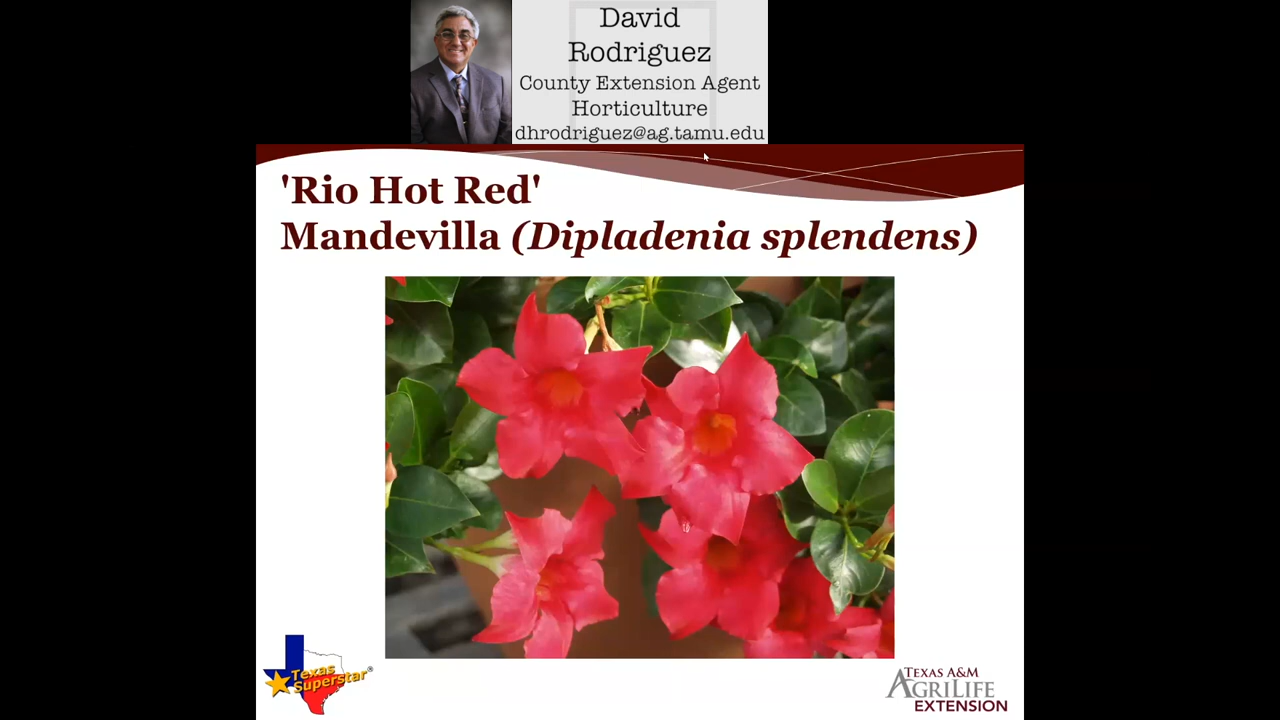 David
Rodriguez
County Extension Agent
Horticulture
dhrodriguez@ag.tamu.edu
'Rio Hot Red'
Mandevilla (Dipladenia splendens)
Texas
Superstar®
TEXAS A&M
AGRILIFE
EXTENSION